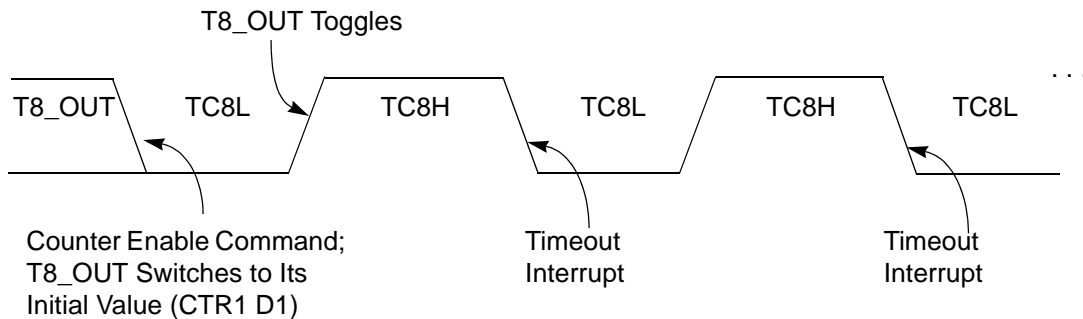 T8_OUT Toggles
T8_OUT TC8L TC8H TC8L TC8H TC8L . . .
Counter Enable Command;
T8_OUT Switches to Its
Initial Value (CTR1 D1)
Timeout
Interrupt
Timeout
Interrupt